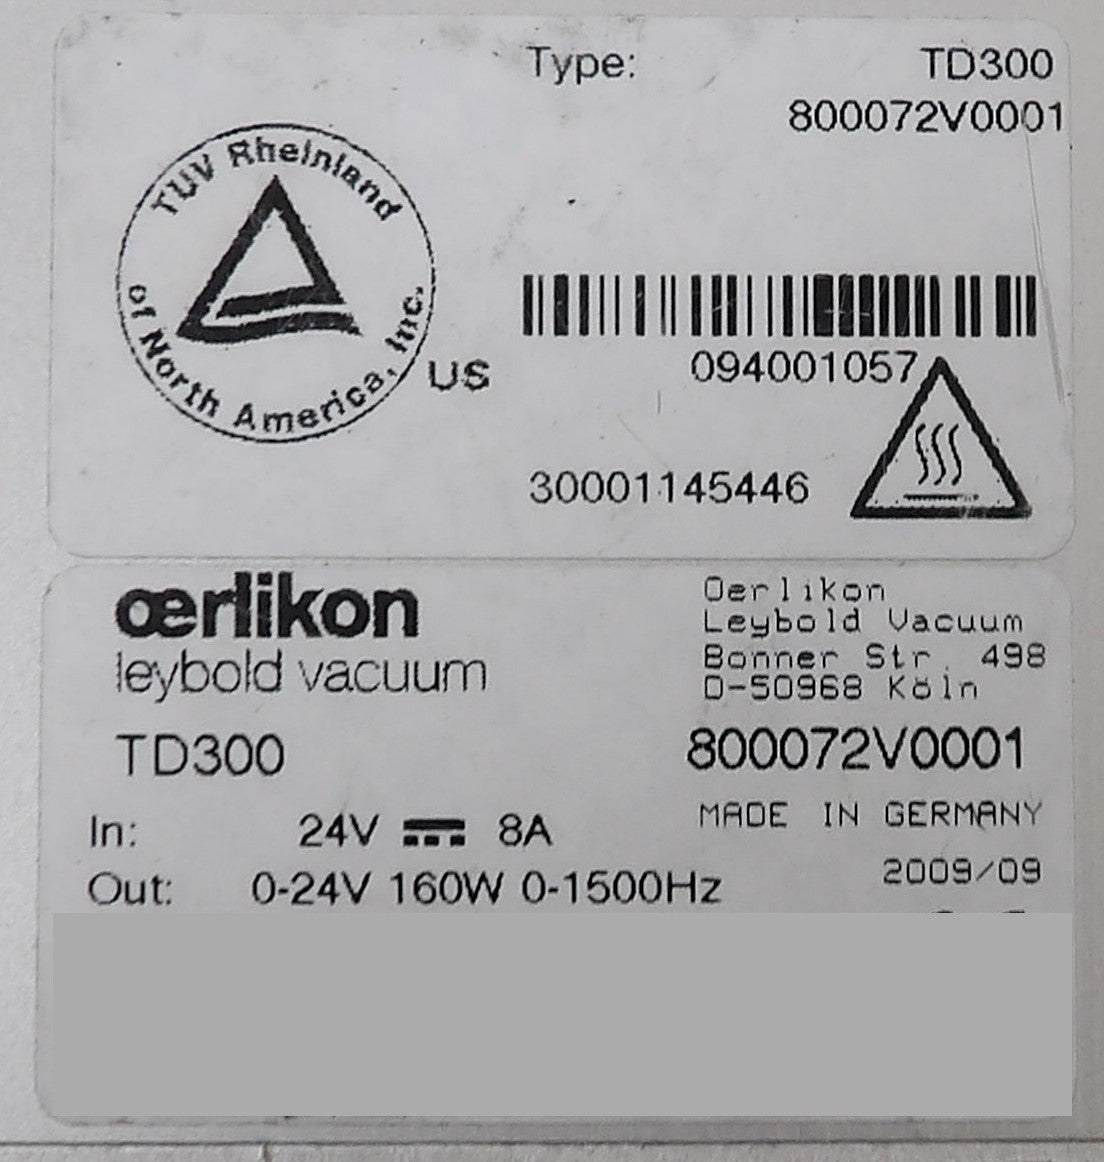 Type: TD300
800072V0001
TUV Rheinland
of North America, Inc.
US
094001057
30001145446
œrlikon
leybold vacuum
Oerlikon
Leybold Vacuum
Bonner Str. 498
D-50968 Köln
TD300
800072V0001
MADE IN GERMANY
In: 24V 8A
2009/09
Out: 0-24V 160W 0-1500Hz